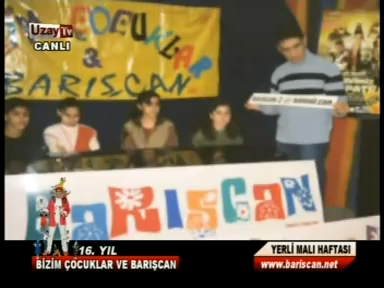 UzayTv
CANLI
ÇOCUKLAR
&
BARIŞCAN
BARIŞCAN
16. YIL
YERLİ MALI HAFTASI
BİZİM ÇOCUKLAR VE BARIŞCAN
www.bariscan.net